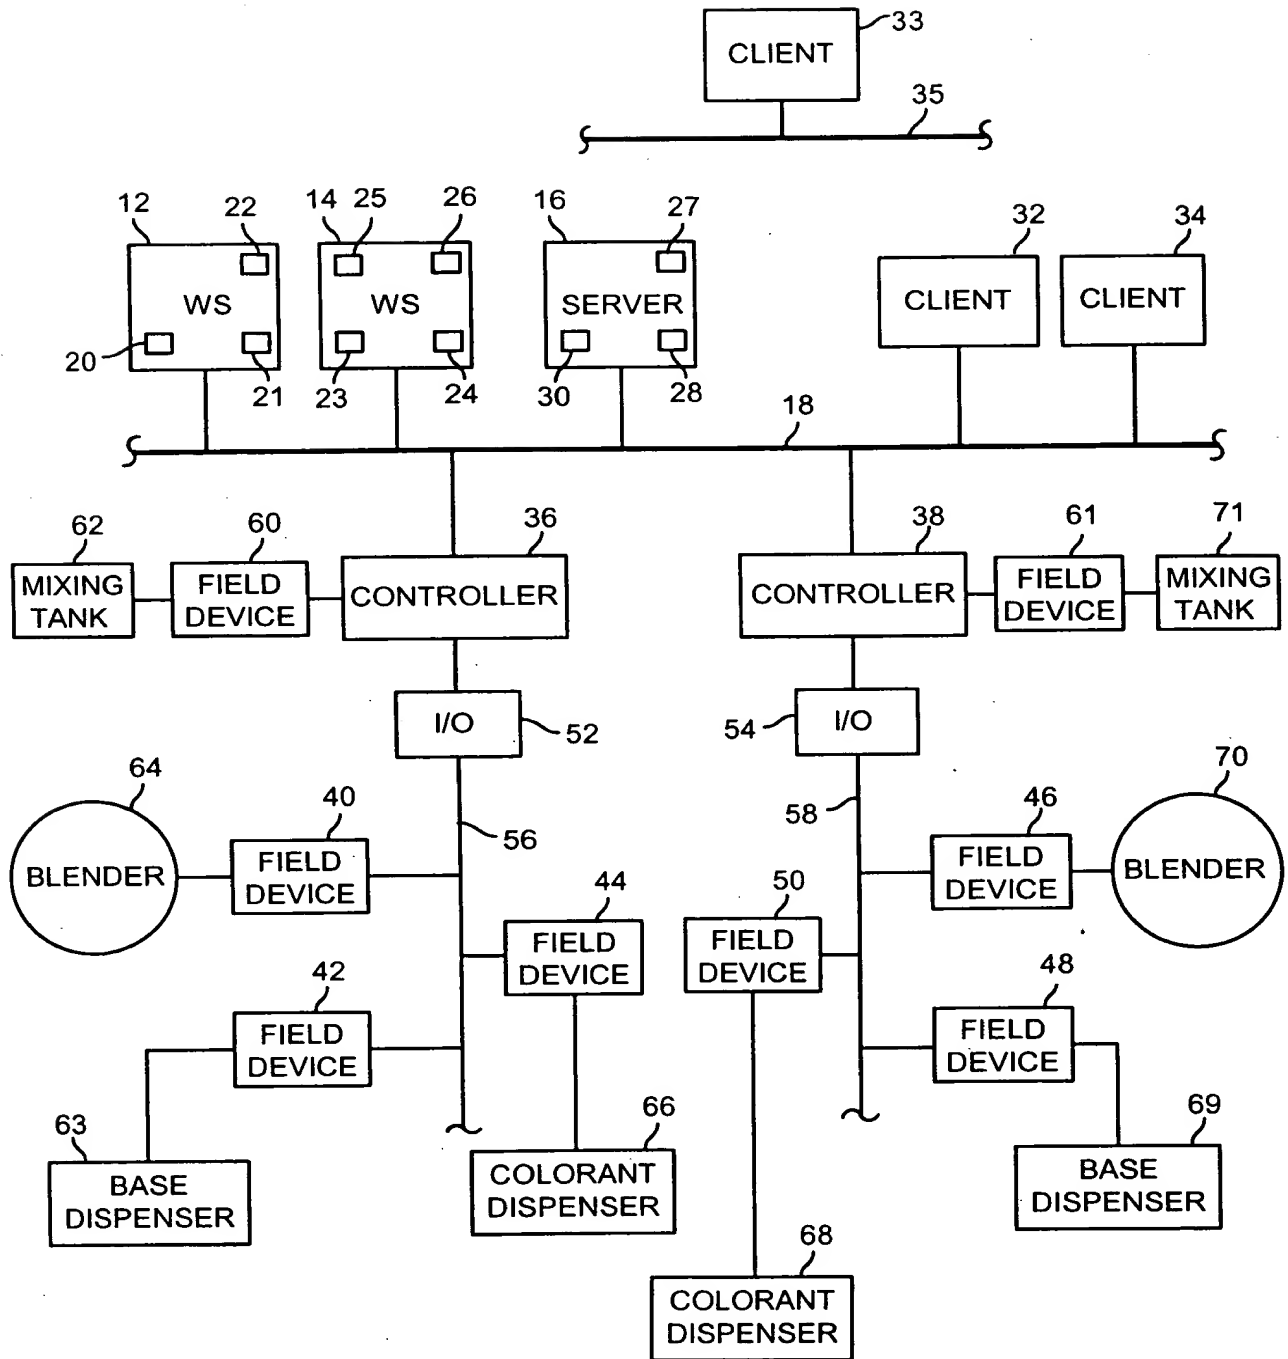 33
CLIENT
35
12
22
14
25
26
16
27
32
34
WS
WS
SERVER
CLIENT
CLIENT
20
21
23
24
30
28
18
62
60
36
38
61
71
MIXING
TANK
FIELD
DEVICE
CONTROLLER
CONTROLLER
FIELD
DEVICE
MIXING
TANK
I/O
52
54
I/O
64
40
56
58
46
70
BLENDER
FIELD
DEVICE
FIELD
DEVICE
BLENDER
44
50
FIELD
DEVICE
FIELD
DEVICE
42
48
FIELD
DEVICE
FIELD
DEVICE
63
66
69
BASE
DISPENSER
COLORANT
DISPENSER
BASE
DISPENSER
68
COLORANT
DISPENSER